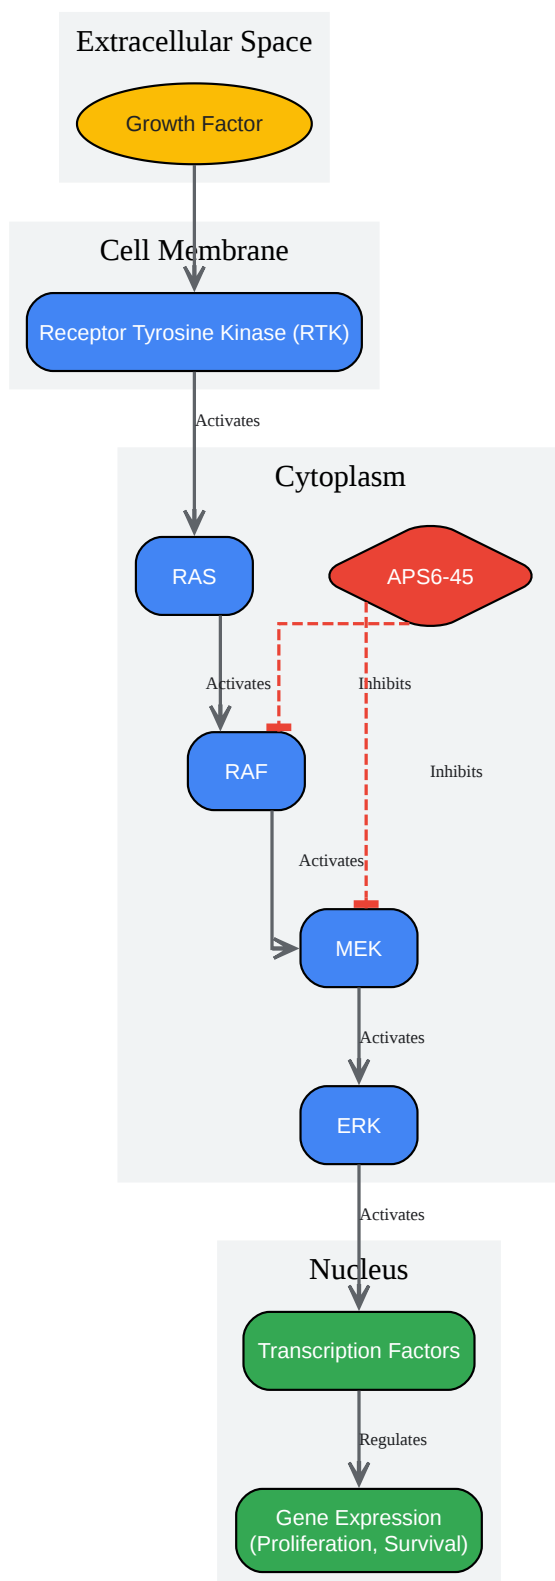 Extracellular Space
Growth Factor
Cell Membrane
Receptor Tyrosine Kinase (RTK)
Activates
Cytoplasm
RAS
APS6-45
Activates
Inhibits
RAF
Inhibits
Activates
MEK
Activates
ERK
Activates
Nucleus
Transcription Factors
Regulates
Gene Expression
(Proliferation, Survival)